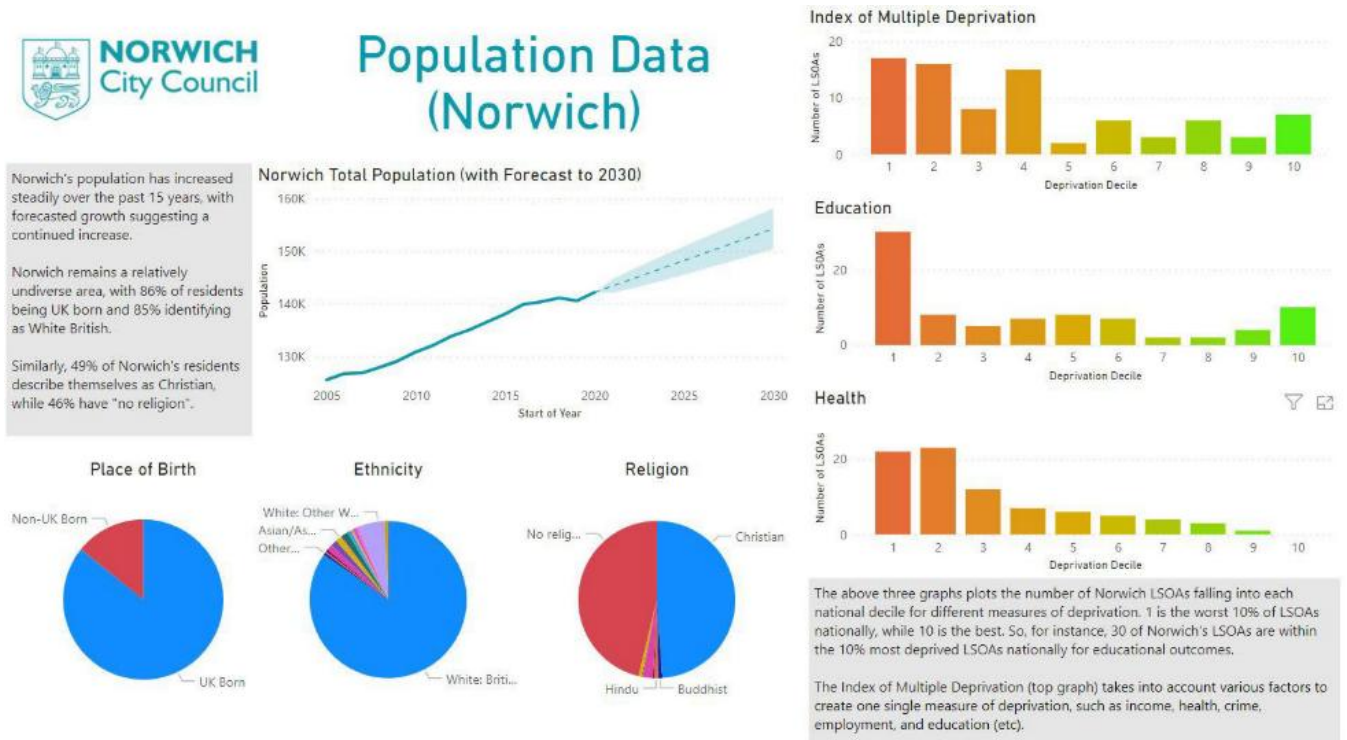 NORWICH
City Council
Population Data
(Norwich)
Norwich's population has increased
steadily over the past 15 years, with
forecasted growth suggesting a
continued increase.
Norwich remains a relatively
undiverse area, with 86% of residents
being UK born and 85% identifying
as White British.
Similarly, 49% of Norwich's residents
describe themselves as Christian,
while 46% have "no religion".
Norwich Total Population (with Forecast to 2030)
160K
150K
140K
130K
Population
2005 2010 2015 2020 2025 2030
Start of Year
Place of Birth
Non-UK Born
UK Born
Ethnicity
White: Other W...
Asian/As...
Other...
White: Briti...
Religion
No relig...
Christian
Hindu
Buddhist
Index of Multiple Deprivation
20
10
0
Number of LSOAs
1 2 3 4 5 6 7 8 9 10
Deprivation Decile
Education
20
0
Number of LSOAs
1 2 3 4 5 6 7 8 9 10
Deprivation Decile
Health
20
0
Number of LSOAs
1 2 3 4 5 6 7 8 9 10
Deprivation Decile
The above three graphs plots the number of Norwich LSOAs falling into each
national decile for different measures of deprivation. 1 is the worst 10% of LSOAs
nationally, while 10 is the best. So, for instance, 30 of Norwich's LSOAs are within
the 10% most deprived LSOAs nationally for educational outcomes.
The Index of Multiple Deprivation (top graph) takes into account various factors to
create one single measure of deprivation, such as income, health, crime,
employment, and education (etc).